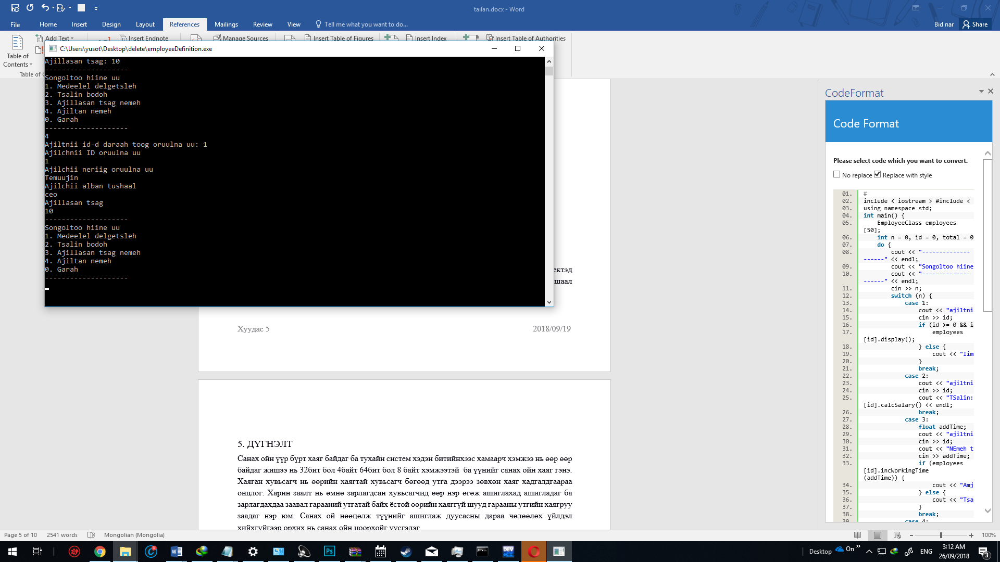 tailan.docx - Word
File Home Insert Design Layout References Mailings Review View Tell me what you want to do... Bid nar Share
Add Text Insert Endnote Manage Sources Insert Table of Figures Insert Index Insert Table of Authorities
Table of
Contents
Table of
C:\Users\yusot\Desktop\delete\employeeDefinition.exe
Ajillasan tsag: 10
--------------------
Songoltoo hiine uu
1. Medeelel delgetsleh
2. Tsalin bodoh
3. Ajillasan tsag nemeh
4. Ajiltan nemeh
0. Garah
--------------------
4
Ajiltnii id-d daraah toog oruulna uu: 1
Ajilchnii ID oruulna uu
1
Ajilchii neriig oruulna uu
Temuujin
Ajilchii alban tushaal
ceo
Ajillasan tsag
10
--------------------
Songoltoo hiine uu
1. Medeelel delgetsleh
2. Tsalin bodoh
3. Ajillasan tsag nemeh
4. Ajiltan nemeh
0. Garah
--------------------
ектэд
шаал
Хуудас 5 2018/09/19
5. ДҮГНЭЛТ
Санах ойн үүр бүрт хаяг байдаг ба тухайн систем хэдэн битийнхээс хамаарч хэмжээ нь өөр өөр
байдаг жишээ нь 32бит бол 4байт 64бит бол 8 байт хэмжээтэй ба үүнийг санах ойн хаяг гэнэ.
Хаяган хувьсагч нь өөрийн хаягтай хувьсагч бөгөөд утга дээрээ зөвхөн хаяг хадгалдгаараа
онцлог. Харин заалт нь өмнө зарлагдсан хувьсагчид өөр нэр өгөж ашиглахад ашигладаг ба
зарлагдахдаа заавал гарааний утгатай байх ёстой өөрийн хаяггүй шууд гарааны утгийн хаягруу
заадаг нэр юм. Санах ой нөөцөлж түүнийг ашиглаж дуусасны дараа чөлөөлөх үйлдэл
хийхгүйгээр орхих нь санах ойн цоорхойг үүсгэдэг
CodeFormat
Code Format
Please select code which you want to convert.
No replace Replace with style
01. #
02. include < iostream > #include <
03. using namespace std;
04. int main() {
05. EmployeeClass employees
[50];
06. int n = 0, id = 0, total = 0
07. do {
08. cout << "--------------
------" << endl;
09. cout << "Songoltoo hiine
10. cout << "--------------
------" << endl;
11. cin >> n;
12. switch (n) {
13. case 1:
14. cout << "ajiltni
15. cin >> id;
16. if (id >= 0 && i
17. employees
[id].display();
18. } else {
19. cout << "Iim
20. }
21. break;
22. case 2:
23. cout << "ajiltni
24. cin >> id;
25. cout << "TSalin:
[id].calcSalary() << endl;
26. break;
27. case 3:
28. float addTime;
29. cout << "ajiltni
30. cin >> id;
31. cout << "NEmeh t
32. cin >> addTime;
33. if (employees
[id].incWorkingTime
(addTime)) {
34. cout << "Amj
35. } else {
36. cout << "Tsa
37. }
38. break;
39. case 4:
Page 5 of 10 2541 words Mongolian (Mongolia) 100%
Desktop On ENG 3:12 AM
26/09/2018 3